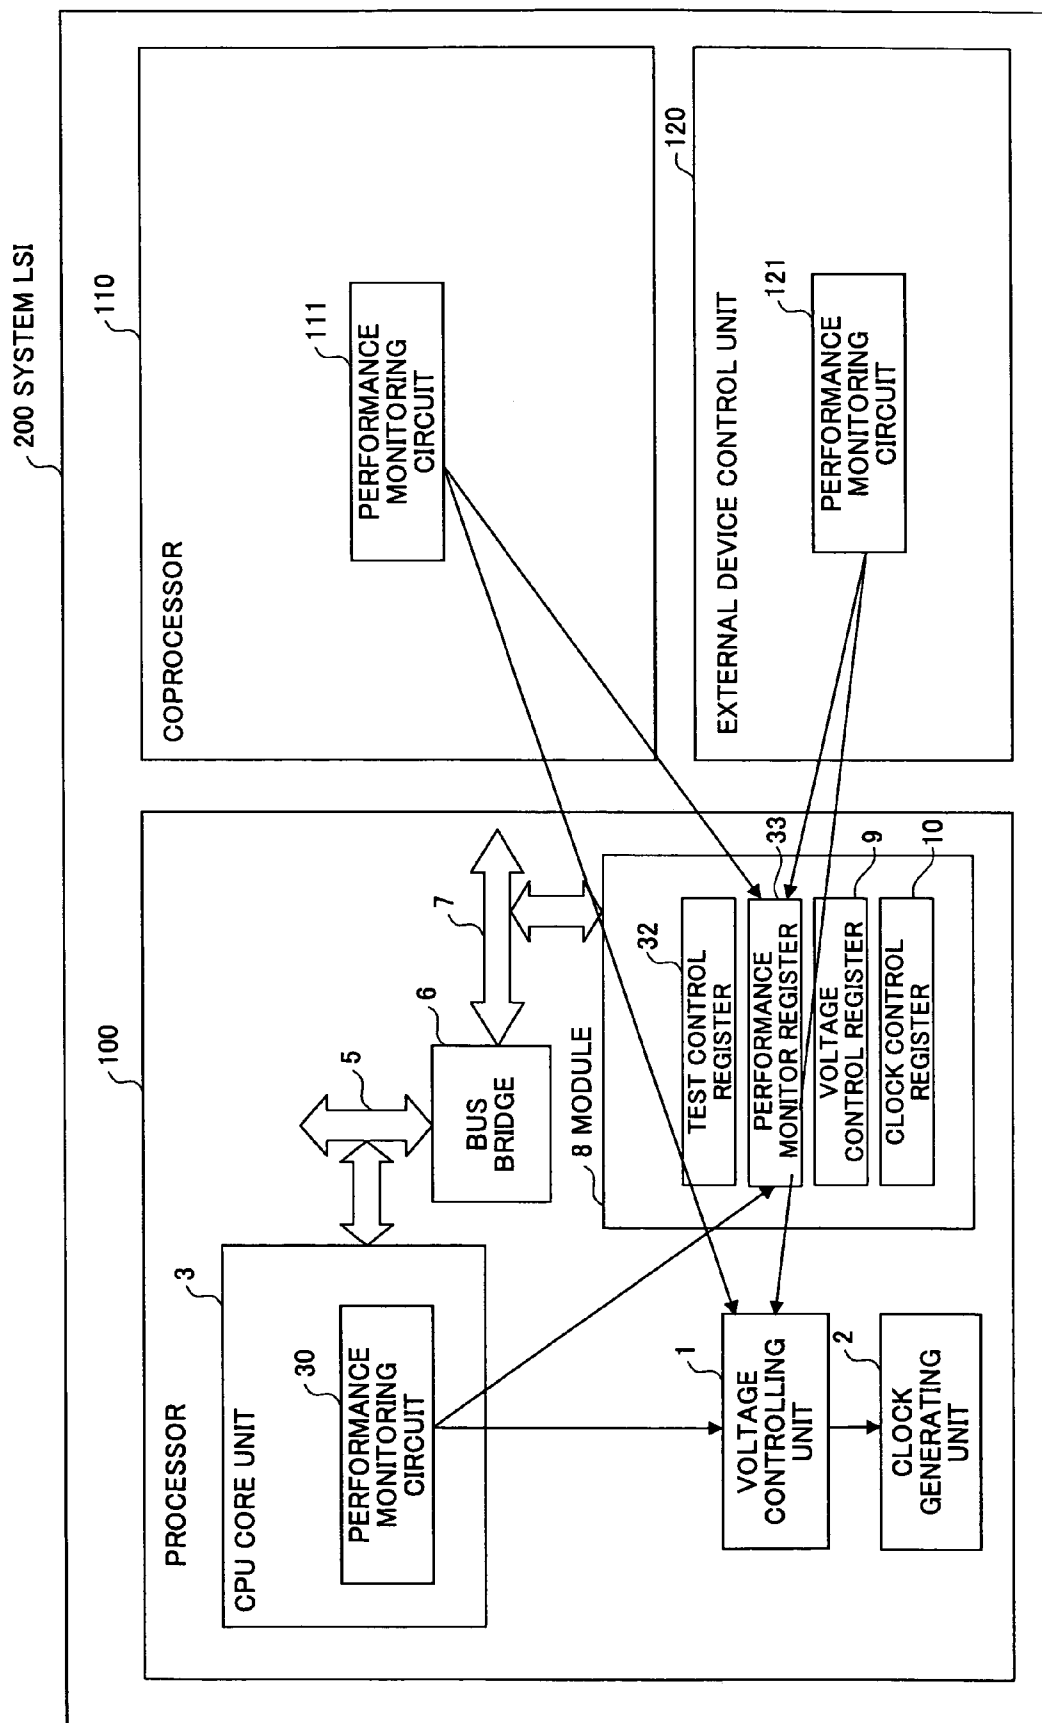 200 SYSTEM LSI
100
PROCESSOR
3
CPU CORE UNIT
30
PERFORMANCE
MONITORING
CIRCUIT
5
6
BUS
BRIDGE
7
8 MODULE
32
TEST CONTROL
REGISTER
33
PERFORMANCE
MONITOR REGISTER
9
VOLTAGE
CONTROL REGISTER
10
CLOCK CONTROL
REGISTER
1
VOLTAGE
CONTROLLING
UNIT
2
CLOCK
GENERATING
UNIT
110
COPROCESSOR
111
PERFORMANCE
MONITORING
CIRCUIT
120
EXTERNAL DEVICE CONTROL UNIT
121
PERFORMANCE
MONITORING
CIRCUIT